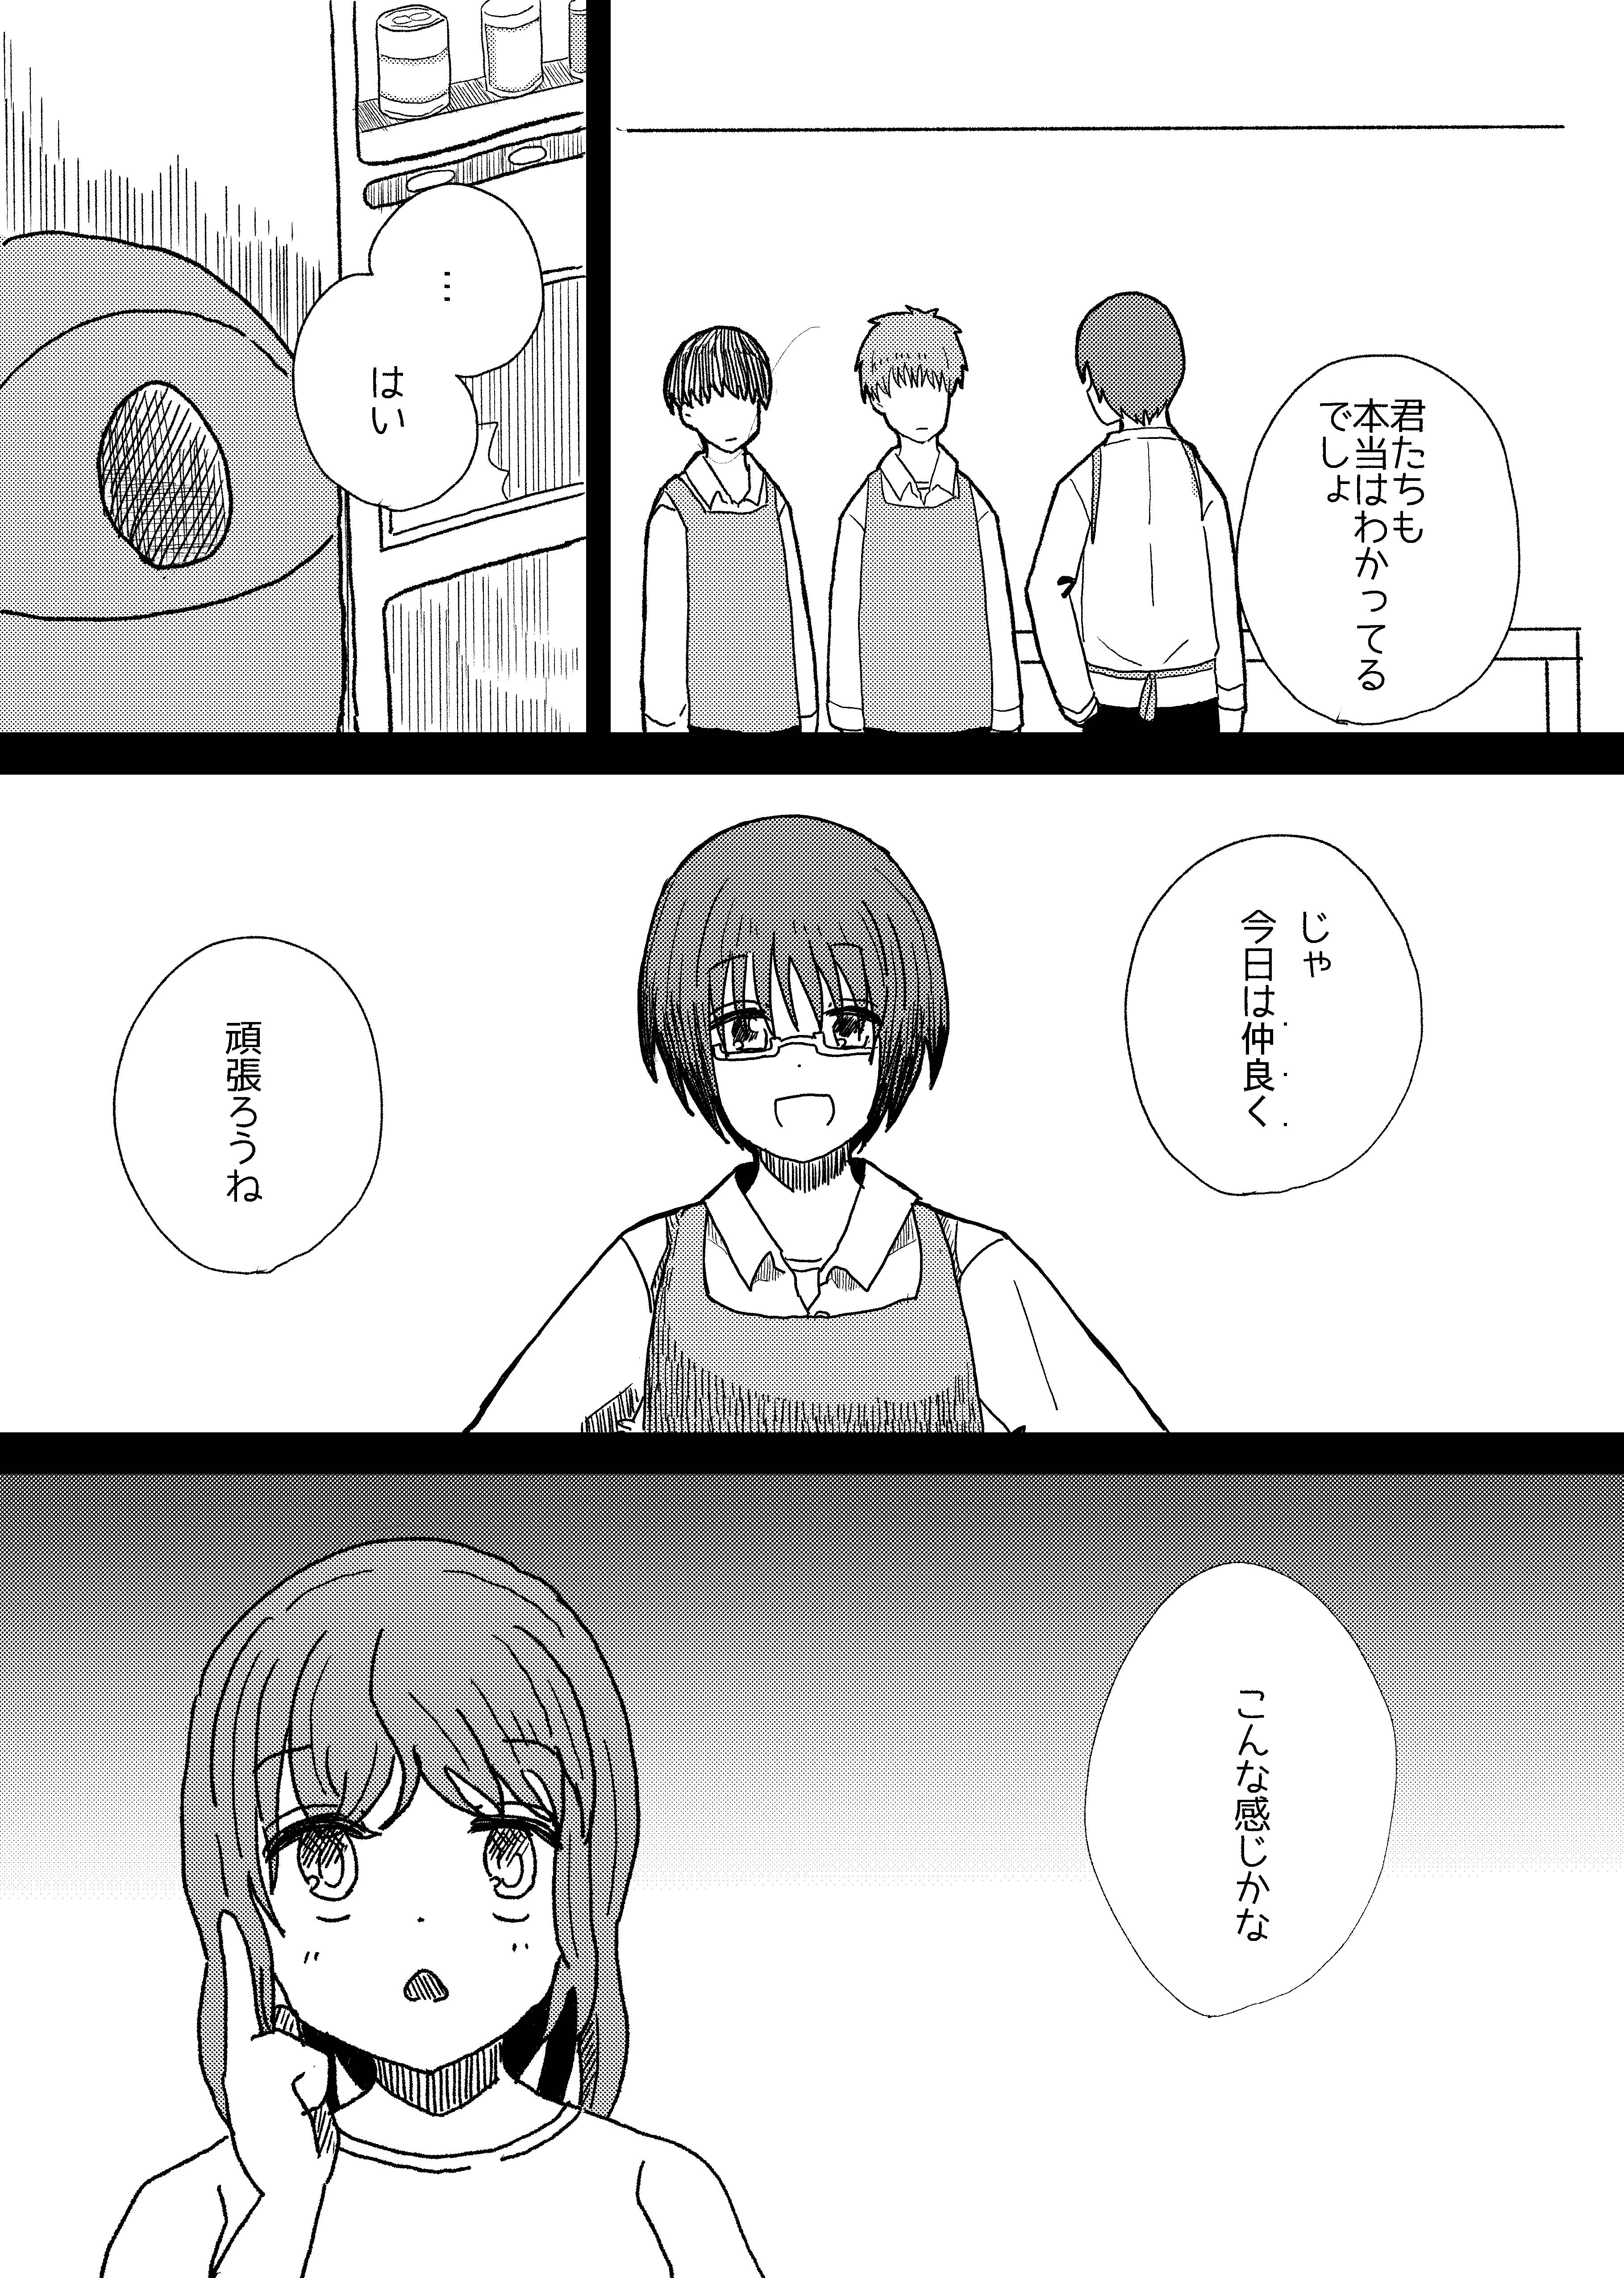 君たちも
本当はわかってる
でしょ
…
はい
じゃ
今日は仲良く
頑張ろうね
こんな感じかな